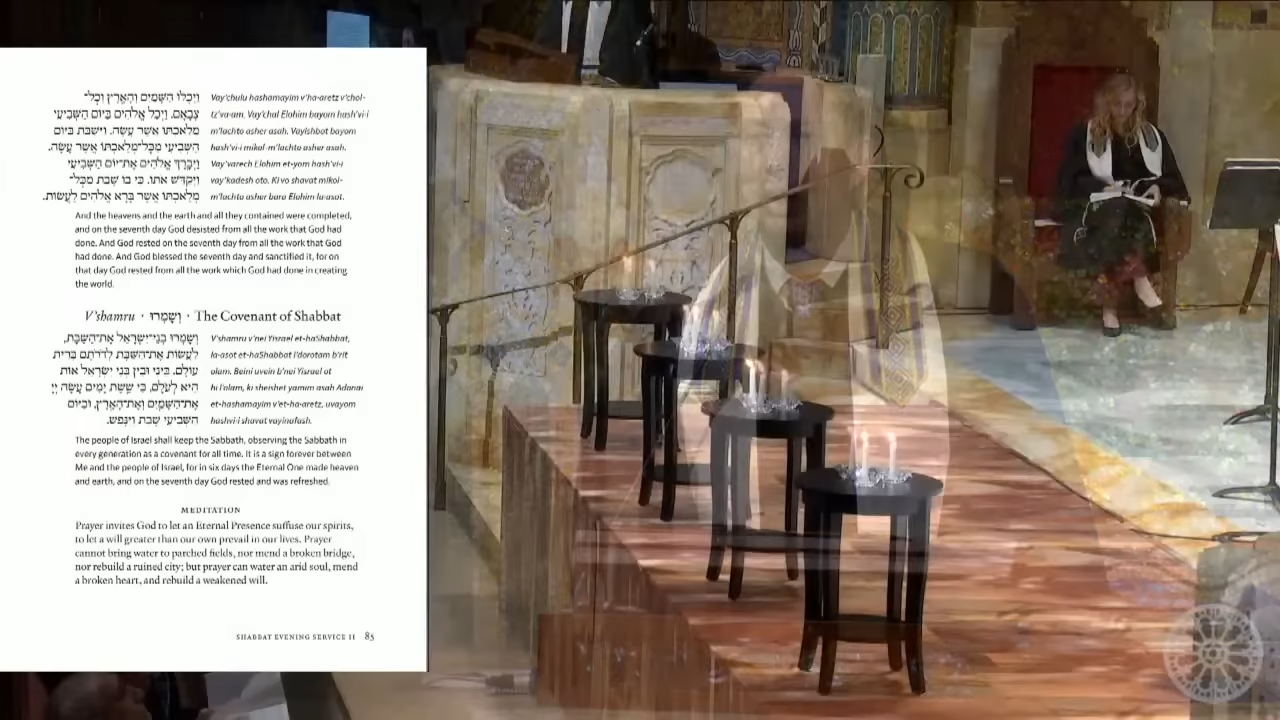 וַיְכֻלּוּ הַשָּׁמַיִם וְהָאָרֶץ וְכׇל־ Vay'chulu hashamayim v'ha-aretz v'chol-
צְבָאָם. וַיְכַל אֱלֹהִים בַּיּוֹם הַשְּׁבִיעִי tz'va-am. Vay'chal Elohim bayom hash'vi-i
מְלַאכְתּוֹ אֲשֶׁר עָשָׂה. וַיִּשְׁבֹּת בַּיּוֹם m'lachto asher asah. Vayishbot bayom
הַשְּׁבִיעִי מִכׇּל־מְלַאכְתּוֹ אֲשֶׁר עָשָׂה. hash'vi-i mikol-m'lachto asher asah.
וַיְבָרֶךְ אֱלֹהִים אֶת־יוֹם הַשְּׁבִיעִי Vay'varech Elohim et-yom hash'vi-i
וַיְקַדֵּשׁ אֹתוֹ. כִּי בוֹ שָׁבַת מִכׇּל־ vay'kadesh oto. Ki vo shavat mikol-
מְלַאכְתּוֹ אֲשֶׁר בָּרָא אֱלֹהִים לַעֲשׂוֹת. m'lachto asher bara Elohim la-asot.
And the heavens and the earth and all they contained were completed,
and on the seventh day God desisted from all the work that God had
done. And God rested on the seventh day from all the work that God
had done. And God blessed the seventh day and sanctified it, for on
that day God rested from all the work which God had done in creating
the world.
V'shamru · וְשָׁמְרוּ · The Covenant of Shabbat
וְשָׁמְרוּ בְנֵי־יִשְׂרָאֵל אֶת־הַשַּׁבָּת, V'shamru v'nei Yisrael et-haShabbat,
לַעֲשׂוֹת אֶת־הַשַּׁבָּת לְדֹרֹתָם בְּרִית la-asot et-haShabbat l'dorotam b'rit
עוֹלָם. בֵּינִי וּבֵין בְּנֵי יִשְׂרָאֵל אוֹת olam. Beini uvein b'nei Yisrael ot
הִיא לְעֹלָם, כִּי שֵׁשֶׁת יָמִים עָשָׂה יְיָ hi l'olam, ki sheshet yamim asah Adonai
אֶת־הַשָּׁמַיִם וְאֶת־הָאָרֶץ, וּבַיּוֹם et-hashamayim v'et-ha-aretz, uvayom
הַשְּׁבִיעִי שָׁבַת וַיִּנָּפַשׁ. hashvi-i shavat vayinafash.
The people of Israel shall keep the Sabbath, observing the Sabbath in
every generation as a covenant for all time. It is a sign forever between
Me and the people of Israel, for in six days the Eternal One made heaven
and earth, and on the seventh day God rested and was refreshed.
MEDITATION
Prayer invites God to let an Eternal Presence suffuse our spirits,
to let a will greater than our own prevail in our lives. Prayer
cannot bring water to parched fields, nor mend a broken bridge,
nor rebuild a ruined city; but prayer can water an arid soul, mend
a broken heart, and rebuild a weakened will.
SHABBAT EVENING SERVICE II 85